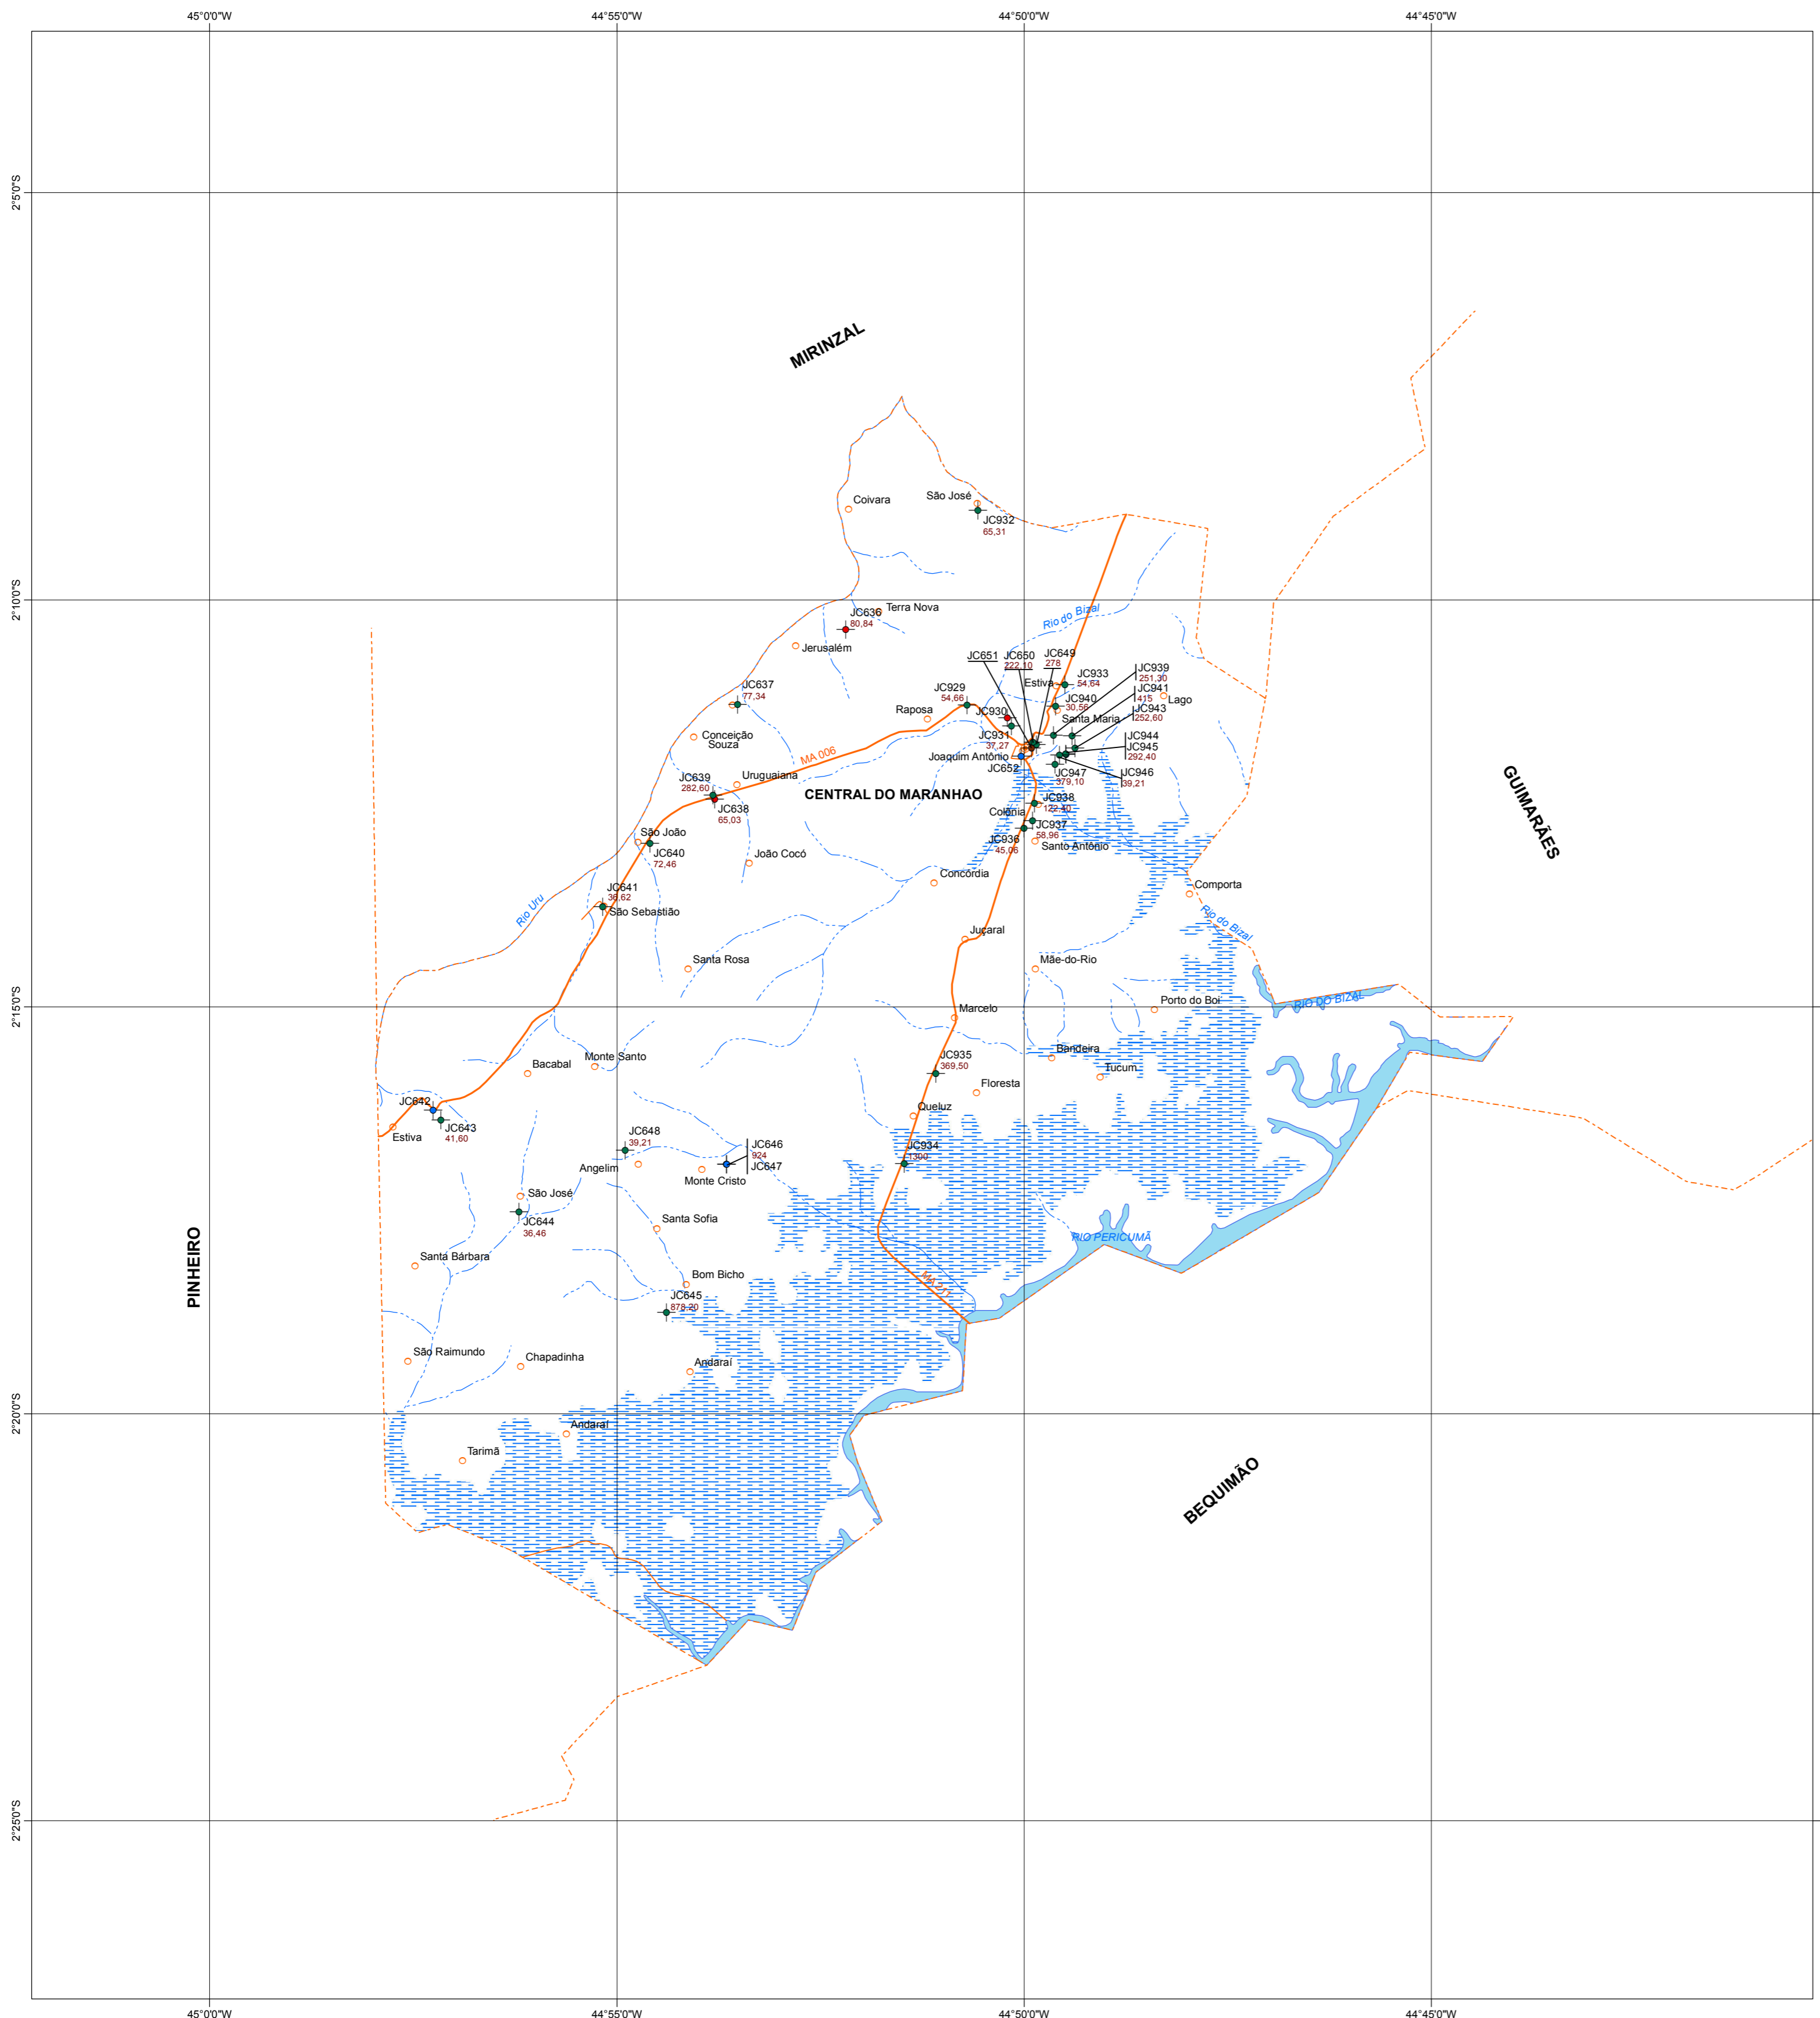 45°0'0"W
44°55'0"W
44°50'0"W
44°45'0"W
2°5'0"S
MIRINZAL
Coivara
São José
JC932
65,31
2°10'0"S
Terra Nova
JC636
80,84
Rio do Bizal
Jerusalém
JC651
JC650
222,10
JC649
278
JC637
77,34
JC929
54,66
Estiva
JC933
54,64
JC939
251,30
JC941
415
Lago
JC940
30,56
JC943
252,60
Raposa
JC930
Santa Maria
Conceição
Souza
JC931
37,27
JC944
JC945
292,40
MA 006
Joaquim Antônio
JC652
JC947
379,10
JC946
39,21
Uruguaiana
JC639
282,60
CENTRAL DO MARANHAO
GUIMARÃES
JC638
65,03
JC938
122,40
Colônia
JC937
58,96
São João
JC936
45,06
Santo Antônio
JC640
72,46
João Cocó
Concórdia
JC641
36,62
São Sebastião
Comporta
Rio Uru
Rio do Bizal
Juçaral
Santa Rosa
Mãe-do-Rio
2°15'0"S
RIO DO BIZAL
Porto do Boi
Marcelo
Bacabal
Monte Santo
JC935
369,50
Bandeira
Tucum
Floresta
JC642
Queluz
JC643
41,60
Estiva
JC648
39,21
JC646
924
JC647
JC934
1300
Angelim
Monte Cristo
São José
JC644
36,46
Santa Sofia
RIO PERICUMÃ
PINHEIRO
Santa Bárbara
Bom Bicho
MA 211
JC645
878,20
São Raimundo
Chapadinha
Andaraí
2°20'0"S
Andaraí
Tarimã
BEQUIMÃO
2°25'0"S
45°0'0"W
44°55'0"W
44°50'0"W
44°45'0"W